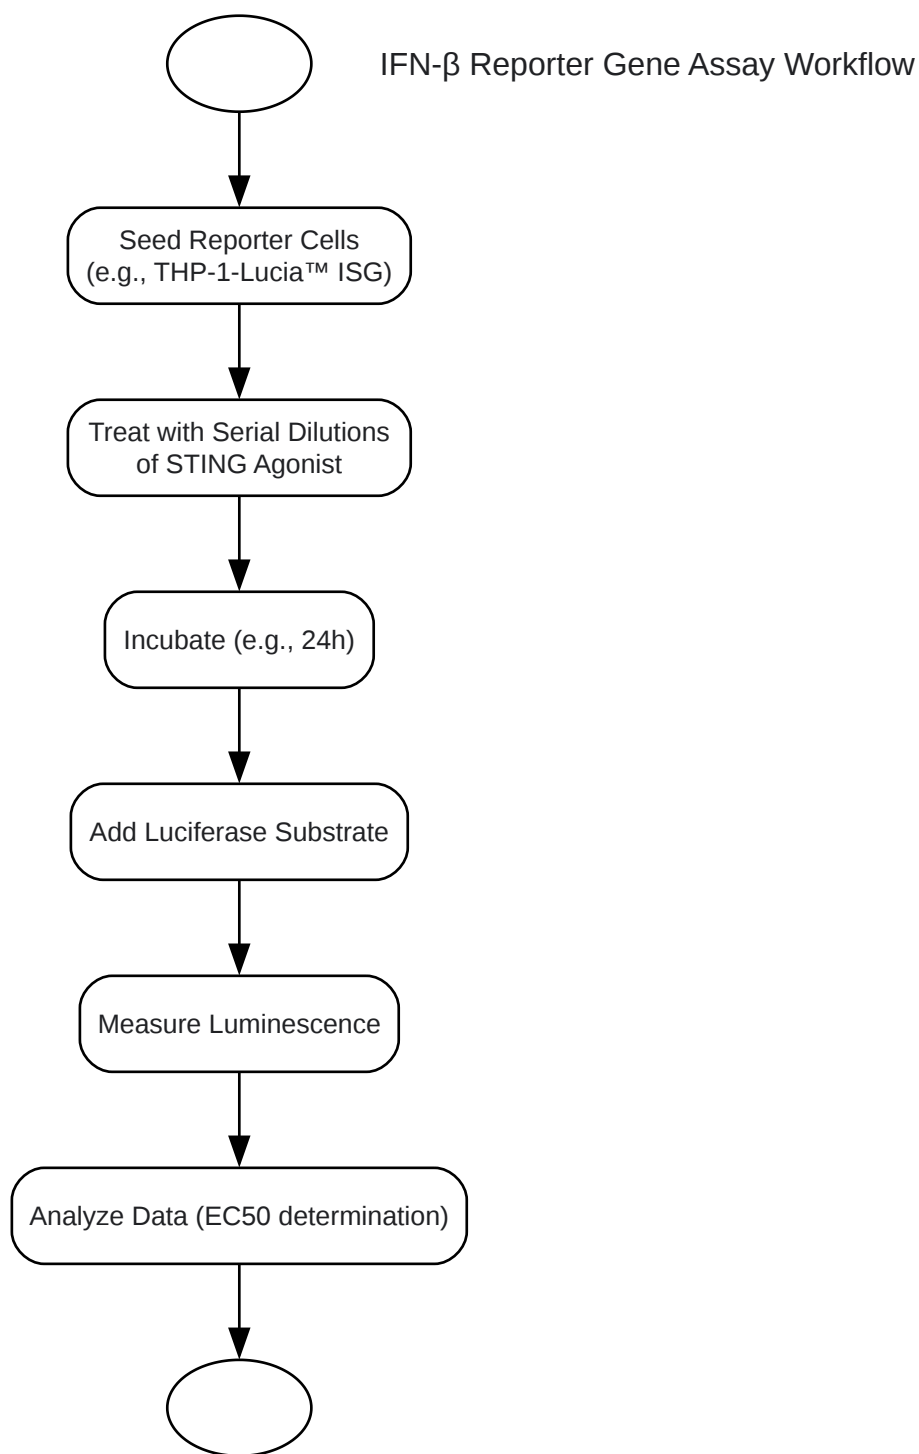 IFN-β Reporter Gene Assay Workflow
Seed Reporter Cells
(e.g., THP-1-Lucia™ ISG)
Treat with Serial Dilutions
of STING Agonist
Incubate (e.g., 24h)
Add Luciferase Substrate
Measure Luminescence
Analyze Data (EC50 determination)